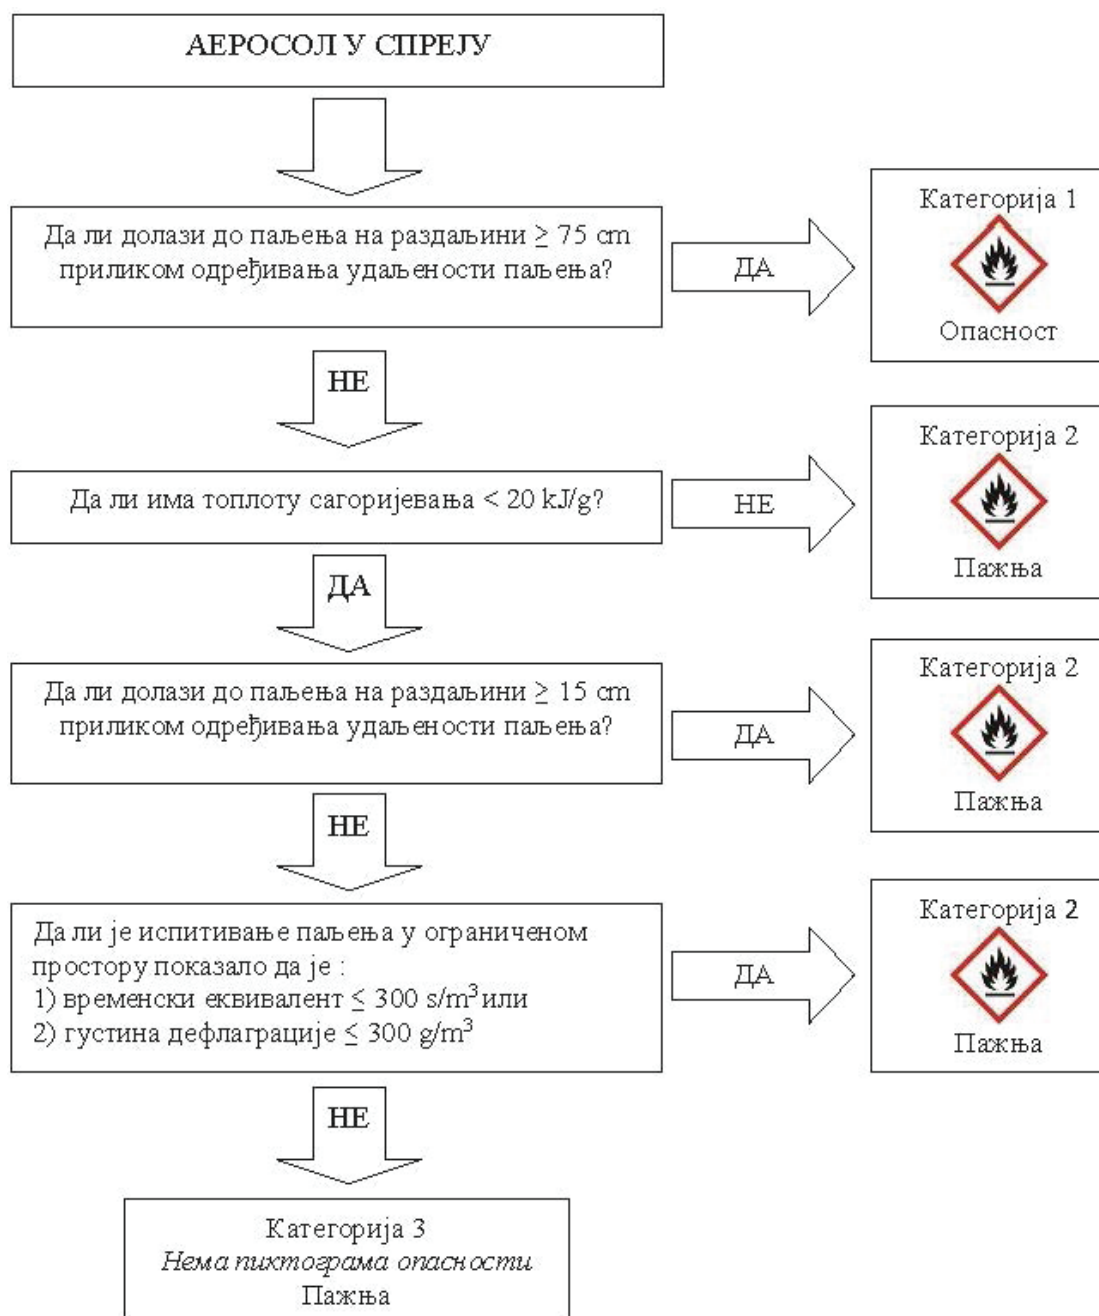 АЕРОСОЛ У СПРЕЈУ
Да ли долази до паљења на раздаљини ≥ 75 cm
приликом одређивања удаљености паљења?
ДА
Категорија 1
Опасност
НЕ
Да ли има топлоту сагоријевања < 20 kJ/g?
НЕ
Категорија 2
Пажња
ДА
Да ли долази до паљења на раздаљини ≥ 15 cm
приликом одређивања удаљености паљења?
ДА
Категорија 2
Пажња
НЕ
Да ли је испитивање паљења у ограниченом
простору показало да је :
1) временски еквивалент ≤ 300 s/m³ или
2) густина дефлаграције ≤ 300 g/m³
ДА
Категорија 2
Пажња
НЕ
Категорија 3
Нема пиктограма опасности
Пажња